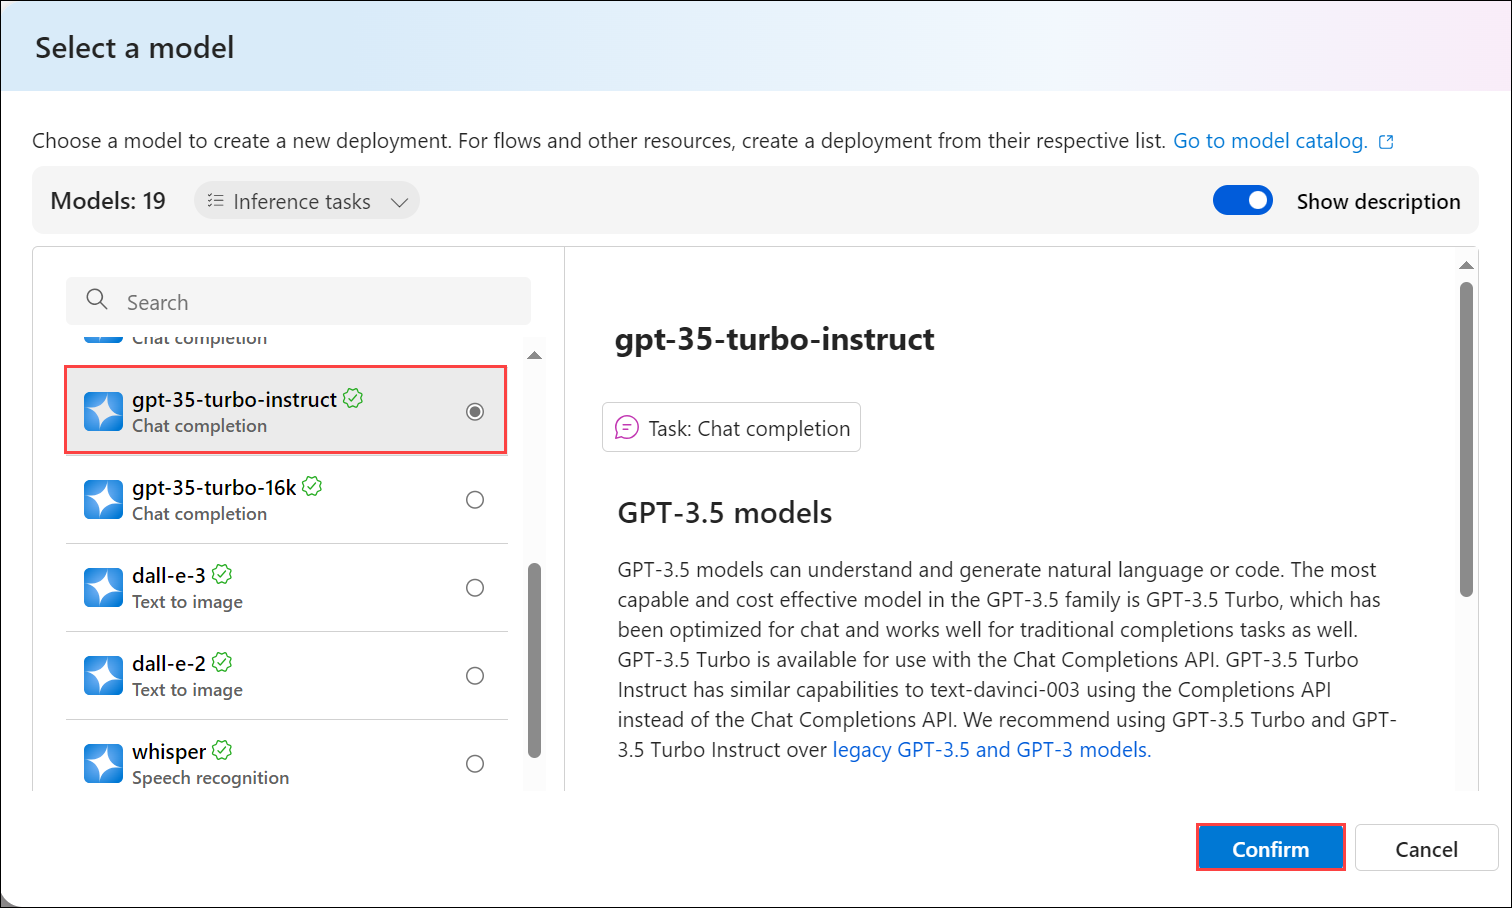 Select a model
Choose a model to create a new deployment. For flows and other resources, create a deployment from their respective list. Go to model catalog.
Models: 19
Inference tasks
Show description
Search
Chat completion
gpt-35-turbo-instruct
Chat completion
gpt-35-turbo-16k
Chat completion
dall-e-3
Text to image
dall-e-2
Text to image
whisper
Speech recognition
gpt-35-turbo-instruct
Task: Chat completion
GPT-3.5 models
GPT-3.5 models can understand and generate natural language or code. The most
capable and cost effective model in the GPT-3.5 family is GPT-3.5 Turbo, which has
been optimized for chat and works well for traditional completions tasks as well.
GPT-3.5 Turbo is available for use with the Chat Completions API. GPT-3.5 Turbo
Instruct has similar capabilities to text-davinci-003 using the Completions API
instead of the Chat Completions API. We recommend using GPT-3.5 Turbo and GPT-
3.5 Turbo Instruct over legacy GPT-3.5 and GPT-3 models.
Confirm
Cancel